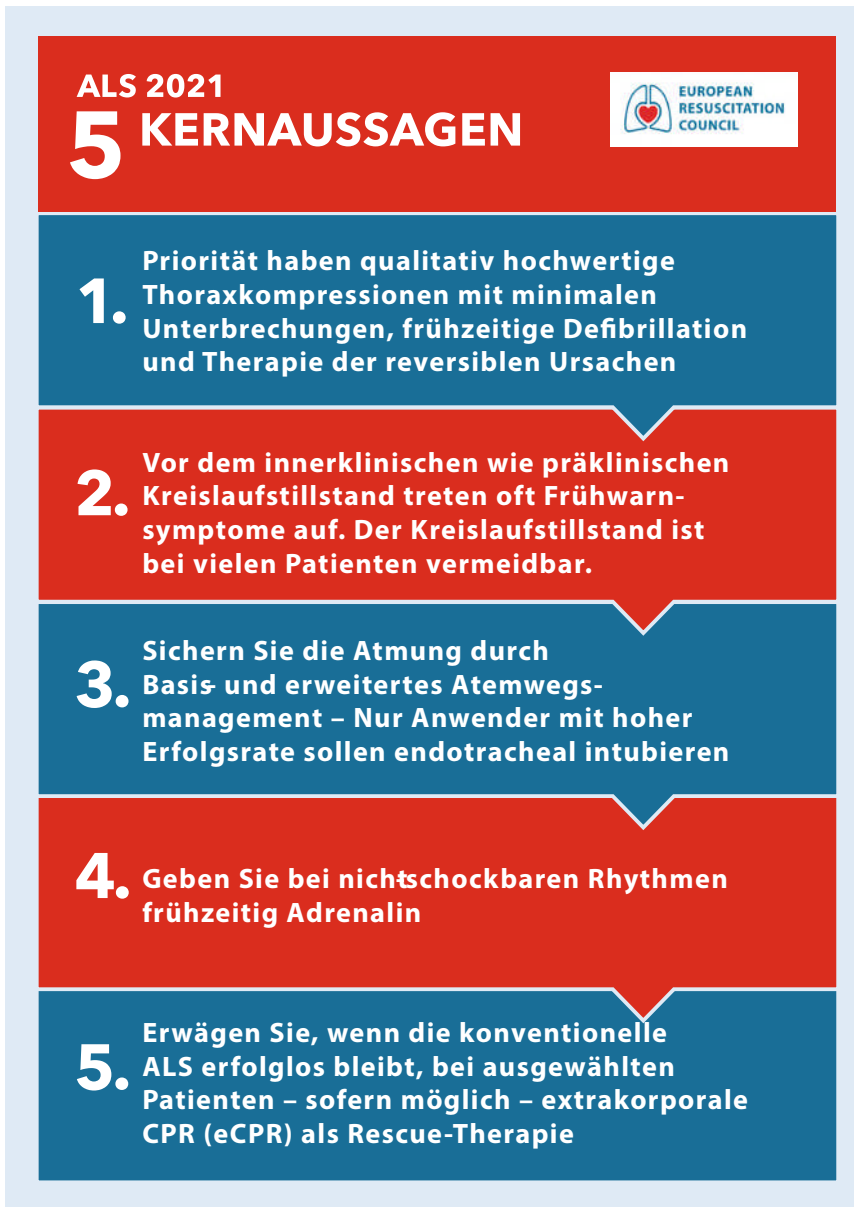 ALS 2021
5 KERNAUSSAGEN
EUROPEAN
RESUSCITATION
COUNCIL
1.
Priorität haben qualitativ hochwertige
Thoraxkompressionen mit minimalen
Unterbrechungen, frühzeitige Defibrillation
und Therapie der reversiblen Ursachen
2.
Vor dem innerklinischen wie präklinischen
Kreislaufstillstand treten oft Frühwarn-
symptome auf. Der Kreislaufstillstand ist
bei vielen Patienten vermeidbar.
3.
Sichern Sie die Atmung durch
Basis- und erweitertes Atemwegs-
management – Nur Anwender mit hoher
Erfolgsrate sollen endotracheal intubieren
4.
Geben Sie bei nicht-schockbaren Rhythmen
frühzeitig Adrenalin
5.
Erwägen Sie, wenn die konventionelle
ALS erfolglos bleibt, bei ausgewählten
Patienten – sofern möglich – extrakorporale
CPR (eCPR) als Rescue-Therapie